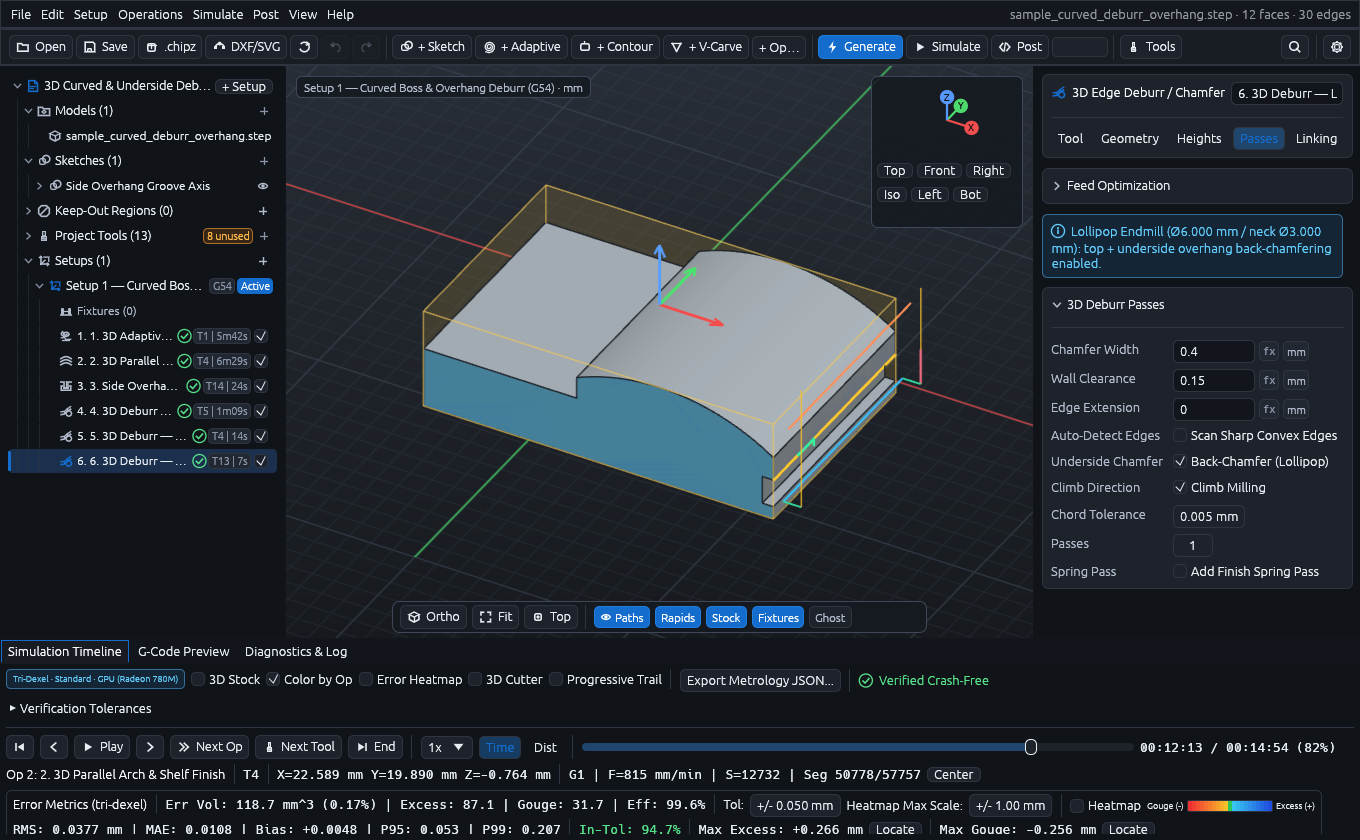 File Edit Setup Operations Simulate Post View Help
sample_curved_deburr_overhang.step · 12 faces · 30 edges
Open Save .chipz DXF/SVG + Sketch + Adaptive + Contour + V-Carve + Op... Generate Simulate Post Tools
3D Curved & Underside Deb... + Setup
Models (1) +
sample_curved_deburr_overhang.step
Sketches (1) +
Side Overhang Groove Axis
Keep-Out Regions (0) +
Project Tools (13) 8 unused +
Setups (1) +
Setup 1 — Curved Bos... G54 Active
Fixtures (0)
1. 1. 3D Adaptiv... T1 | 5m42s
2. 2. 3D Parallel ... T4 | 6m29s
3. 3. Side Overha... T14 | 24s
4. 4. 3D Deburr ... T5 | 1m09s
5. 5. 3D Deburr — ... T4 | 14s
6. 6. 3D Deburr — ... T13 | 7s
Setup 1 — Curved Boss & Overhang Deburr (G54) · mm
Z Y X
Top Front Right
Iso Left Bot
Ortho Fit Top Paths Rapids Stock Fixtures Ghost
3D Edge Deburr / Chamfer 6. 3D Deburr — L
Tool Geometry Heights Passes Linking
Feed Optimization
Lollipop Endmill (Ø6.000 mm / neck Ø3.000
mm): top + underside overhang back-chamfering
enabled.
3D Deburr Passes
Chamfer Width 0.4 fx mm
Wall Clearance 0.15 fx mm
Edge Extension 0 fx mm
Auto-Detect Edges Scan Sharp Convex Edges
Underside Chamfer Back-Chamfer (Lollipop)
Climb Direction Climb Milling
Chord Tolerance 0.005 mm
Passes 1
Spring Pass Add Finish Spring Pass
Simulation Timeline G-Code Preview Diagnostics & Log
Tri-Dexel · Standard · GPU (Radeon 780M) 3D Stock Color by Op Error Heatmap 3D Cutter Progressive Trail Export Metrology JSON... Verified Crash-Free
Verification Tolerances
Play Next Op Next Tool End 1x Time Dist 00:12:13 / 00:14:54 (82%)
Op 2: 2. 3D Parallel Arch & Shelf Finish T4 X=22.589 mm Y=19.890 mm Z=-0.764 mm G1 | F=815 mm/min | S=12732 | Seg 50778/57757 Center
Error Metrics (tri-dexel) Err Vol: 118.7 mm^3 (0.17%) | Excess: 87.1 | Gouge: 31.7 | Eff: 99.6% Tol: +/- 0.050 mm Heatmap Max Scale: +/- 1.00 mm Heatmap Gouge (-) Excess (+)
RMS: 0.0377 mm | MAE: 0.0108 | Bias: +0.0048 | P95: 0.053 | P99: 0.207 In-Tol: 94.7% Max Excess: +0.266 mm Locate Max Gouge: -0.256 mm Locate